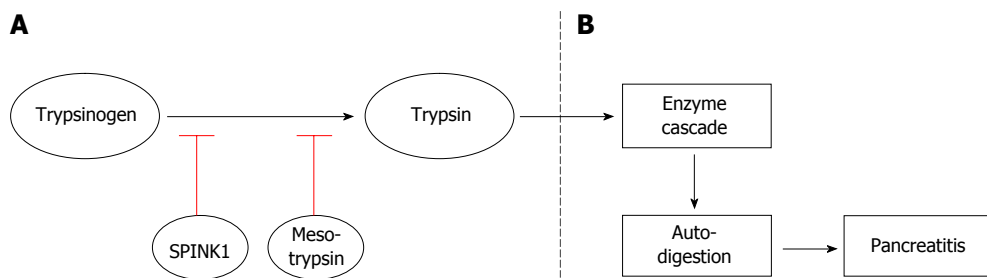 A
B
Trypsinogen
Trypsin
Enzyme
cascade
SPINK1
Meso-
trypsin
Auto-
digestion
Pancreatitis